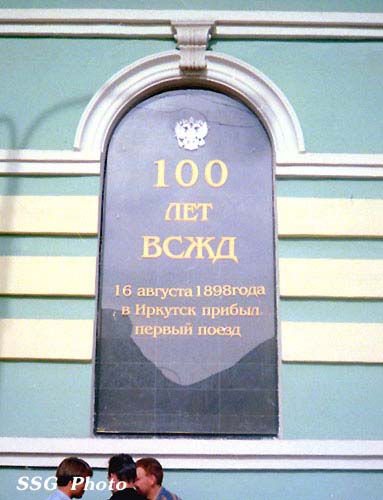 100
ЛЕТ
ВСЖД
16 августа 1898года
в Иркутск прибыл
первый поезд
SSG Photo